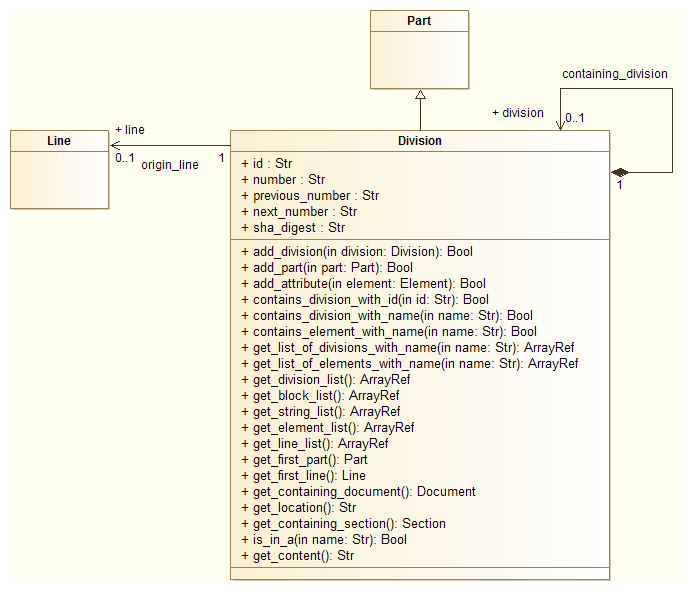 Part
containing_division
+ division
0..1
Line
+ line
0..1
origin_line
1
Division
1
+ id : Str
+ number : Str
+ previous_number : Str
+ next_number : Str
+ sha_digest : Str
+ add_division(in division: Division): Bool
+ add_part(in part: Part): Bool
+ add_attribute(in element: Element): Bool
+ contains_division_with_id(in id: Str): Bool
+ contains_division_with_name(in name: Str): Bool
+ contains_element_with_name(in name: Str): Bool
+ get_list_of_divisions_with_name(in name: Str): ArrayRef
+ get_list_of_elements_with_name(in name: Str): ArrayRef
+ get_division_list(): ArrayRef
+ get_block_list(): ArrayRef
+ get_string_list(): ArrayRef
+ get_element_list(): ArrayRef
+ get_line_list(): ArrayRef
+ get_first_part(): Part
+ get_first_line(): Line
+ get_containing_document(): Document
+ get_location(): Str
+ get_containing_section(): Section
+ is_in_a(in name: Str): Bool
+ get_content(): Str